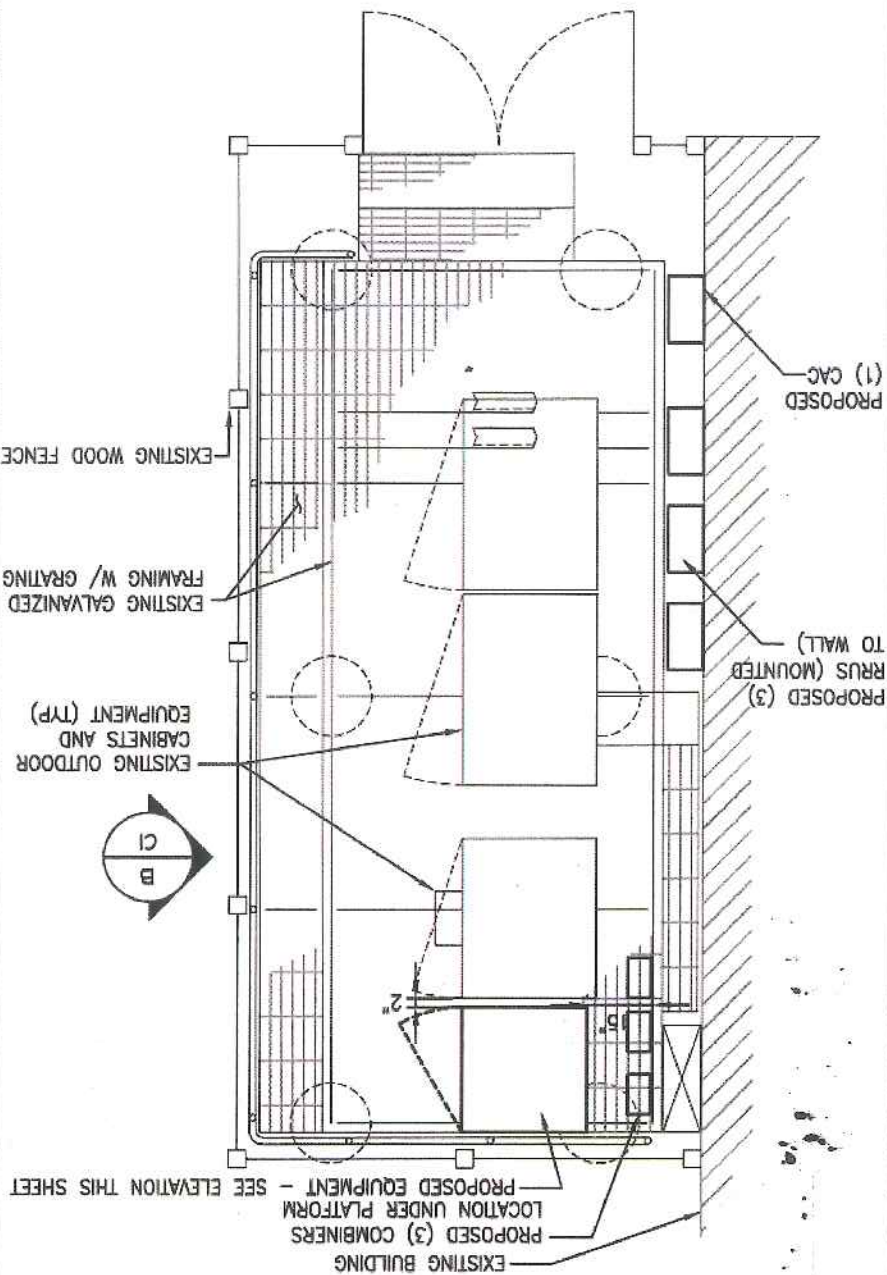 EXISTING BUILDING
PROPOSED (3) COMBINERS
LOCATION UNDER PLATFORM
PROPOSED EQUIPMENT - SEE ELEVATION THIS SHEET
15"
2"
B
C1
EXISTING OUTDOOR
CABINETS AND
EQUIPMENT (TYP)
PROPOSED (3)
RRUS (MOUNTED
TO WALL)
EXISTING GALVANIZED
FRAMING W/ GRATING
EXISTING WOOD FENCE
PROPOSED
(1) CAC